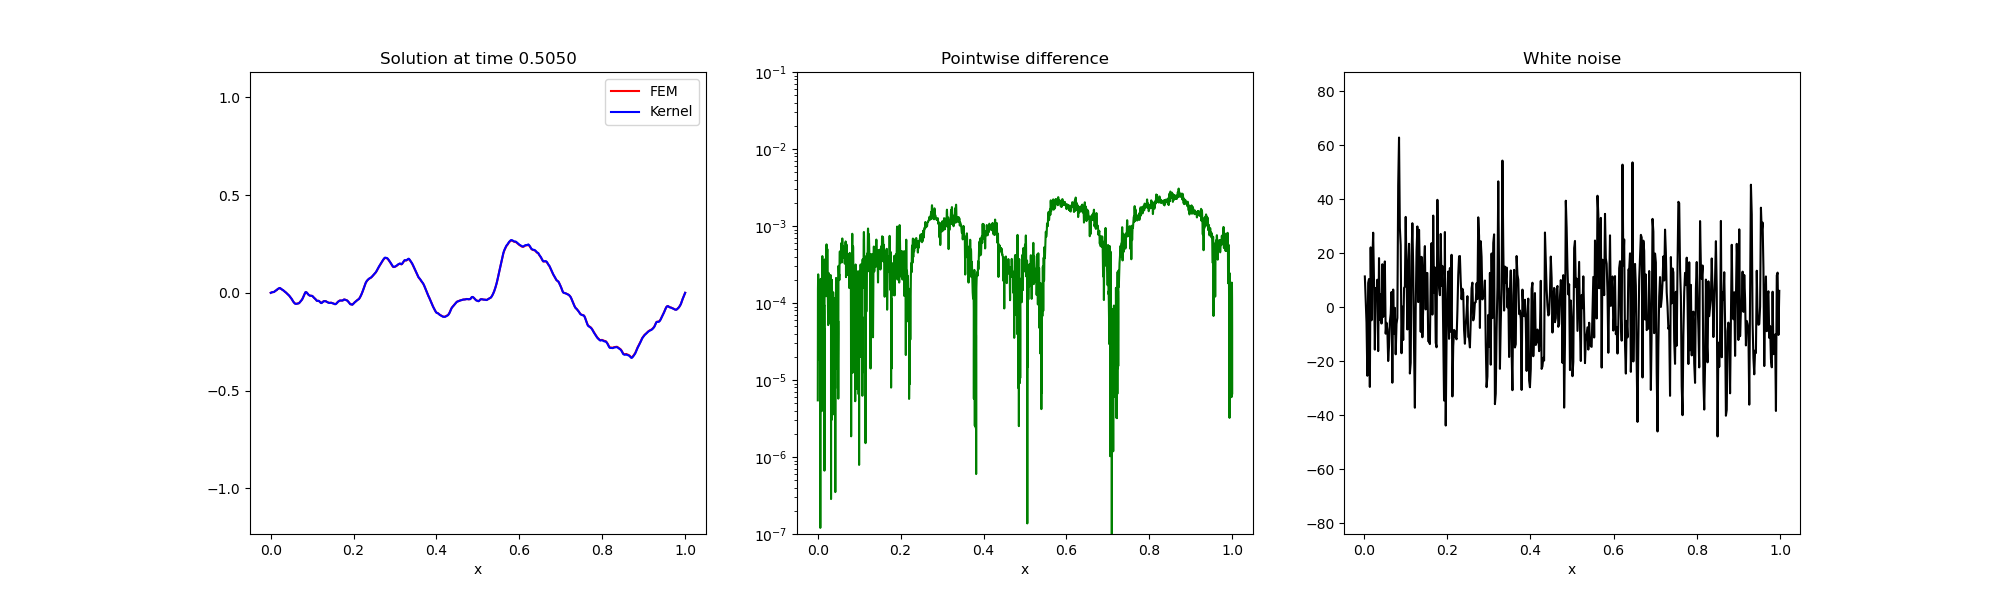 Solution at time 0.5050
1.0
0.5
0.0
−0.5
−1.0
0.0 0.2 0.4 0.6 0.8 1.0
x
FEM
Kernel
Pointwise difference
10⁻¹
10⁻²
10⁻³
10⁻⁴
10⁻⁵
10⁻⁶
10⁻⁷
0.0 0.2 0.4 0.6 0.8 1.0
x
White noise
80
60
40
20
0
−20
−40
−60
−80
0.0 0.2 0.4 0.6 0.8 1.0
x